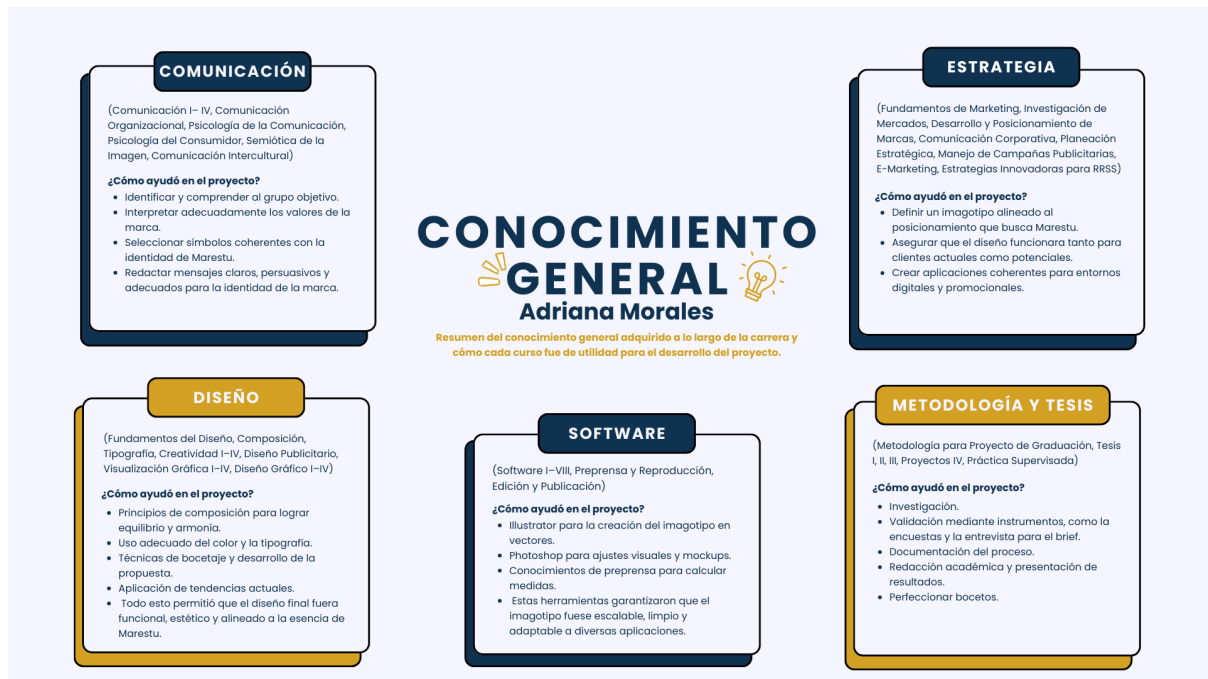 COMUNICACIÓN
(Comunicación I– IV, Comunicación
Organizacional, Psicología de la Comunicación,
Psicología del Consumidor, Semiótica de la
Imagen, Comunicación Intercultural)
¿Cómo ayudó en el proyecto?
• Identificar y comprender al grupo objetivo.
• Interpretar adecuadamente los valores de la
marca.
• Seleccionar símbolos coherentes con la
identidad de Marestu.
• Redactar mensajes claros, persuasivos y
adecuados para la identidad de la marca.
CONOCIMIENTO
GENERAL
Adriana Morales
Resumen del conocimiento general adquirido a lo largo de la carrera y
cómo cada curso fue de utilidad para el desarrollo del proyecto.
ESTRATEGIA
(Fundamentos de Marketing, Investigación de
Mercados, Desarrollo y Posicionamiento de
Marcas, Comunicación Corporativa, Planeación
Estratégica, Manejo de Campañas Publicitarias,
E-Marketing, Estrategias Innovadoras para RRSS)
¿Cómo ayudó en el proyecto?
• Definir un imagotipo alineado al
posicionamiento que busca Marestu.
• Asegurar que el diseño funcionara tanto para
clientes actuales como potenciales.
• Crear aplicaciones coherentes para entornos
digitales y promocionales.
DISEÑO
(Fundamentos del Diseño, Composición,
Tipografía, Creatividad I–IV, Diseño Publicitario,
Visualización Gráfica I–IV, Diseño Gráfico I–IV)
¿Cómo ayudó en el proyecto?
• Principios de composición para lograr
equilibrio y armonía.
• Uso adecuado del color y la tipografía.
• Técnicas de bocetaje y desarrollo de la
propuesta.
• Aplicación de tendencias actuales.
• Todo esto permitió que el diseño final fuera
funcional, estético y alineado a la esencia de
Marestu.
SOFTWARE
(Software I–VIII, Preprensa y Reproducción,
Edición y Publicación)
¿Cómo ayudó en el proyecto?
• Illustrator para la creación del imagotipo en
vectores.
• Photoshop para ajustes visuales y mockups.
• Conocimientos de preprensa para calcular
medidas.
• Estas herramientas garantizaron que el
imagotipo fuese escalable, limpio y
adaptable a diversas aplicaciones.
METODOLOGÍA Y TESIS
(Metodología para Proyecto de Graduación, Tesis
I, II, III, Proyectos IV, Práctica Supervisada)
¿Cómo ayudó en el proyecto?
• Investigación.
• Validación mediante instrumentos, como la
encuestas y la entrevista para el brief.
• Documentación del proceso.
• Redacción académica y presentación de
resultados.
• Perfeccionar bocetos.